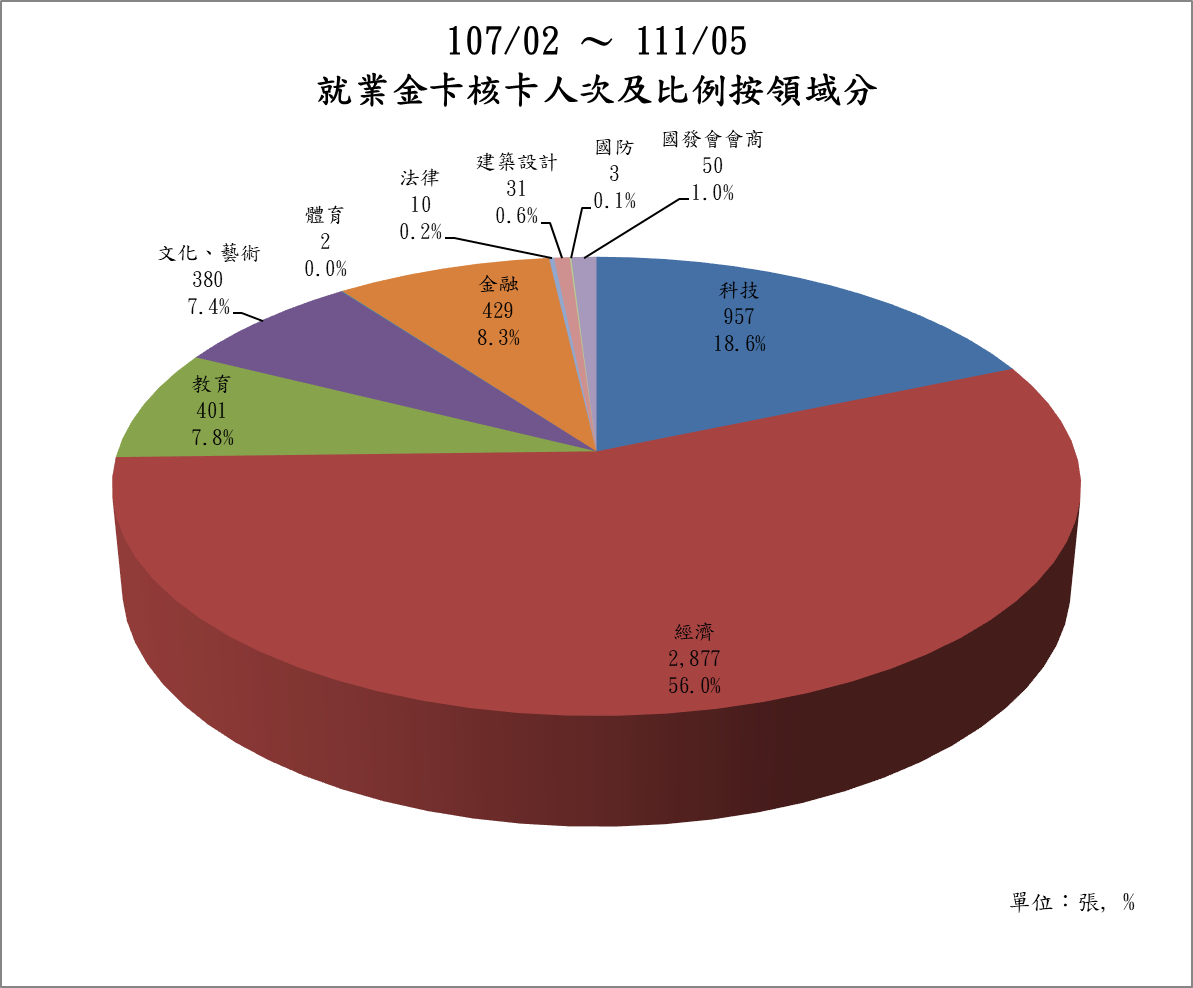 107/02 ～ 111/05
就業金卡核卡人次及比例按領域分
國發會會商
50
1.0%
國防
3
0.1%
建築設計
31
0.6%
法律
10
0.2%
體育
2
0.0%
文化、藝術
380
7.4%
金融
429
8.3%
科技
957
18.6%
教育
401
7.8%
經濟
2,877
56.0%
單位：張, %